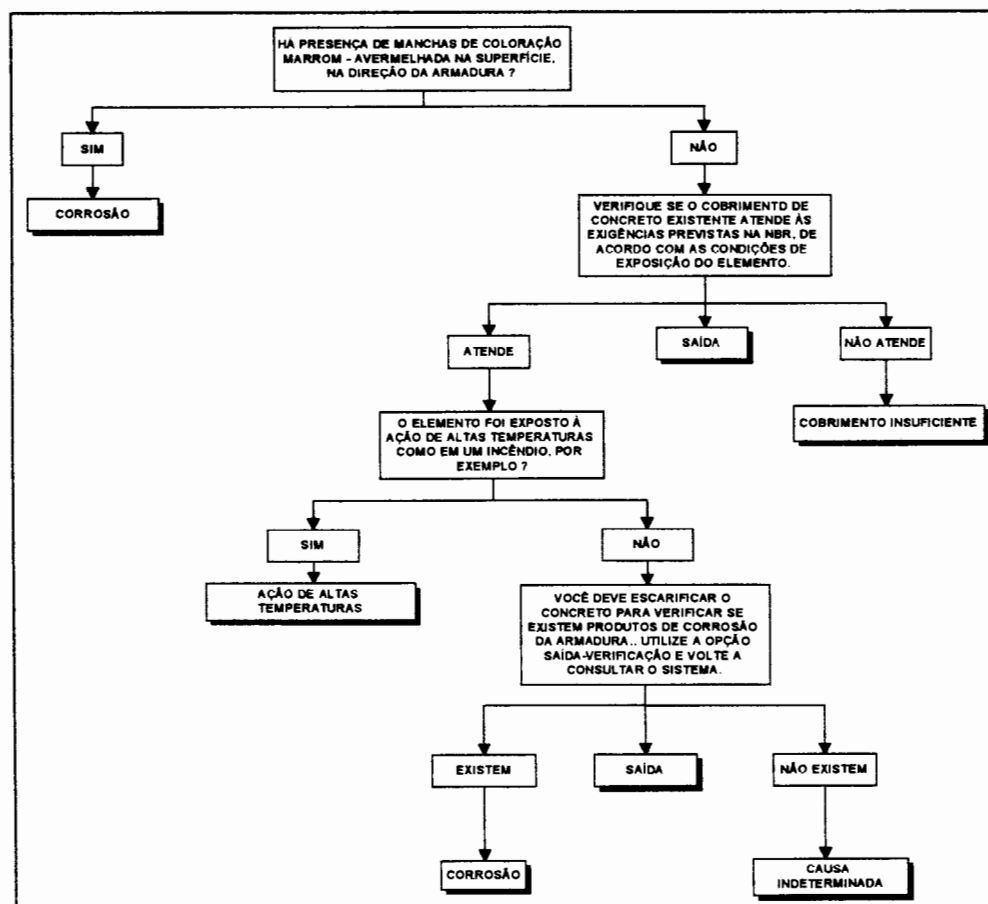 HÁ PRESENÇA DE MANCHAS DE COLORAÇÃO
MARROM - AVERMELHADA NA SUPERFÍCIE,
NA DIREÇÃO DA ARMADURA ?
SIM
NÃO
CORROSÃO
VERIFIQUE SE O COBRIMENTO DE
CONCRETO EXISTENTE ATENDE ÀS
EXIGÊNCIAS PREVISTAS NA NBR, DE
ACORDO COM AS CONDIÇÕES DE
EXPOSIÇÃO DO ELEMENTO.
ATENDE
SAÍDA
NÃO ATENDE
O ELEMENTO FOI EXPOSTO À
AÇÃO DE ALTAS TEMPERATURAS
COMO EM UM INCÊNDIO, POR
EXEMPLO ?
COBRIMENTO INSUFICIENTE
SIM
NÃO
AÇÃO DE ALTAS
TEMPERATURAS
VOCÊ DEVE ESCARIFICAR O
CONCRETO PARA VERIFICAR SE
EXISTEM PRODUTOS DE CORROSÃO
DA ARMADURA.. UTILIZE A OPÇÃO
SAÍDA-VERIFICAÇÃO E VOLTE A
CONSULTAR O SISTEMA.
EXISTEM
SAÍDA
NÃO EXISTEM
CORROSÃO
CAUSA
INDETERMINADA